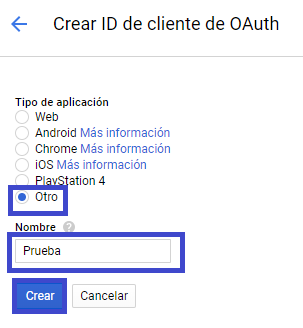 Crear ID de cliente de OAuth
Tipo de aplicación
Web
Android Más información
Chrome Más información
iOS Más información
PlayStation 4
Otro
Nombre ?
Prueba
Crear Cancelar